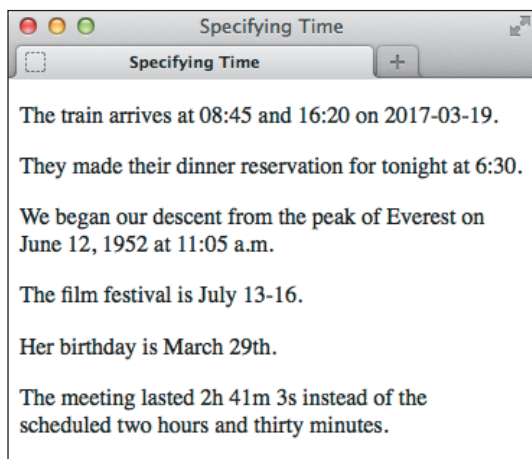 Specifying Time
Specifying Time
The train arrives at 08:45 and 16:20 on 2017-03-19.
They made their dinner reservation for tonight at 6:30.
We began our descent from the peak of Everest on
June 12, 1952 at 11:05 a.m.
The film festival is July 13-16.
Her birthday is March 29th.
The meeting lasted 2h 41m 3s instead of the
scheduled two hours and thirty minutes.